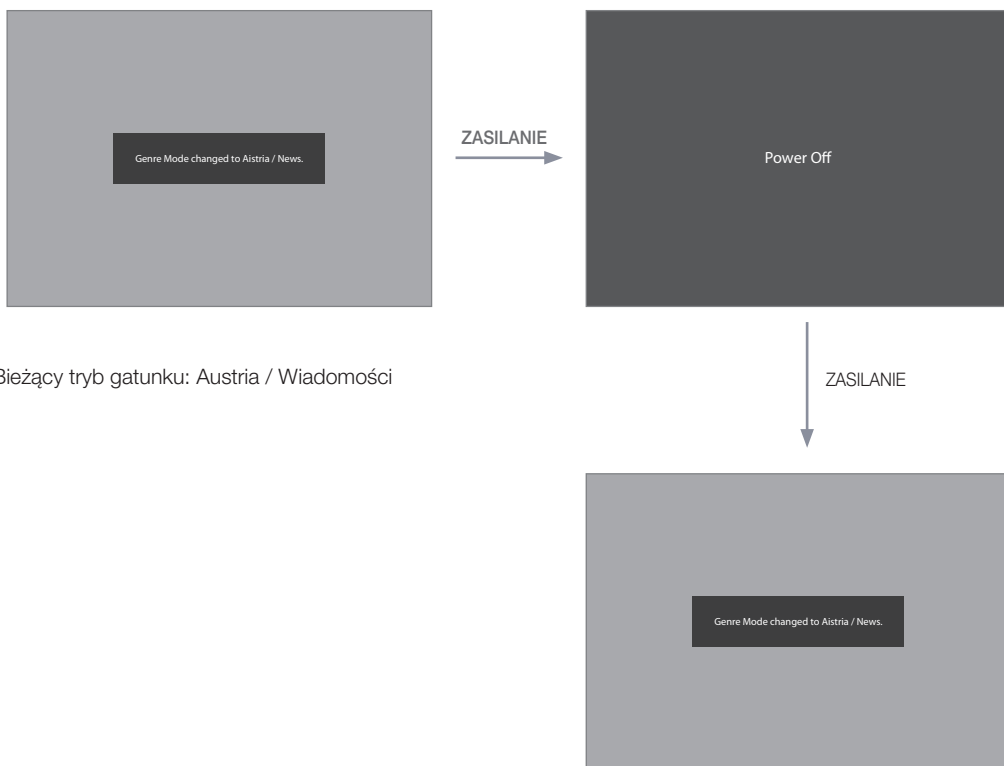 Genre Mode changed to Aistria / News.
ZASILANIE
Power Off
Bieżący tryb gatunku: Austria / Wiadomości
ZASILANIE
Genre Mode changed to Aistria / News.